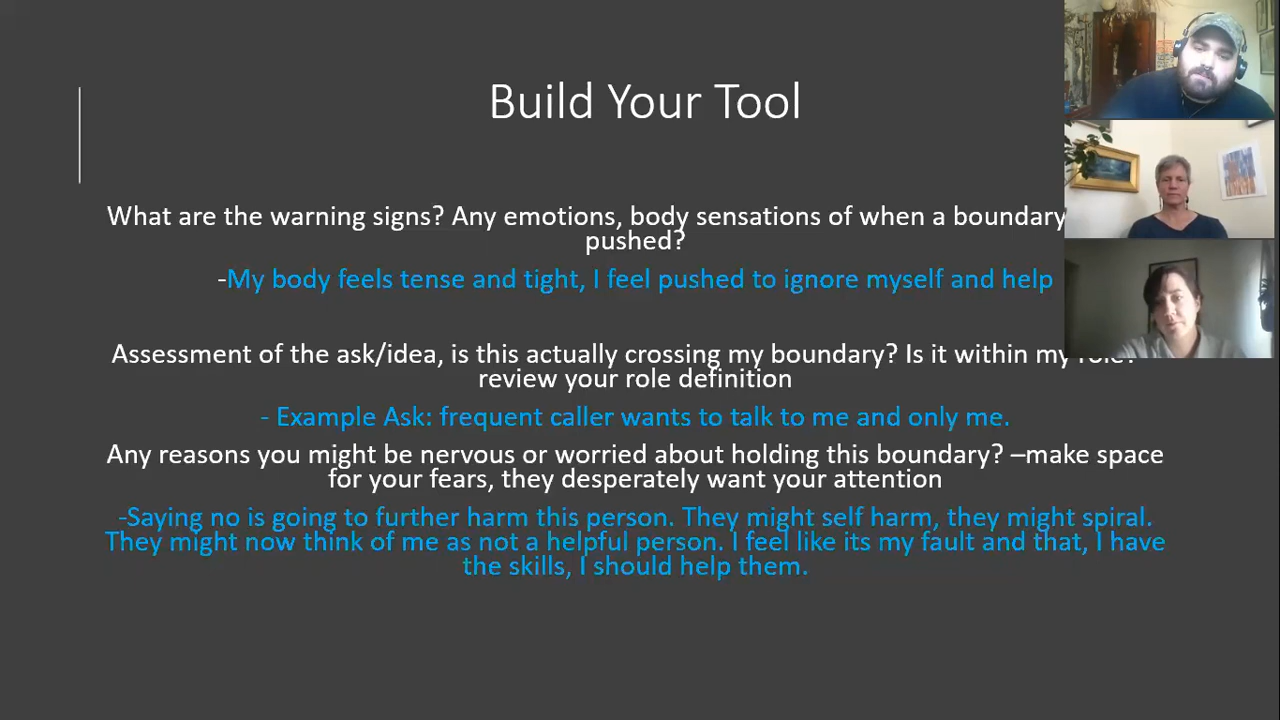 Build Your Tool
What are the warning signs? Any emotions, body sensations of when a boundary
pushed?
-My body feels tense and tight, I feel pushed to ignore myself and help
Assessment of the ask/idea, is this actually crossing my boundary? Is it within my role?
review your role definition
- Example Ask: frequent caller wants to talk to me and only me.
Any reasons you might be nervous or worried about holding this boundary? –make space
for your fears, they desperately want your attention
-Saying no is going to further harm this person. They might self harm, they might spiral.
They might now think of me as not a helpful person. I feel like its my fault and that, I have
the skills, I should help them.